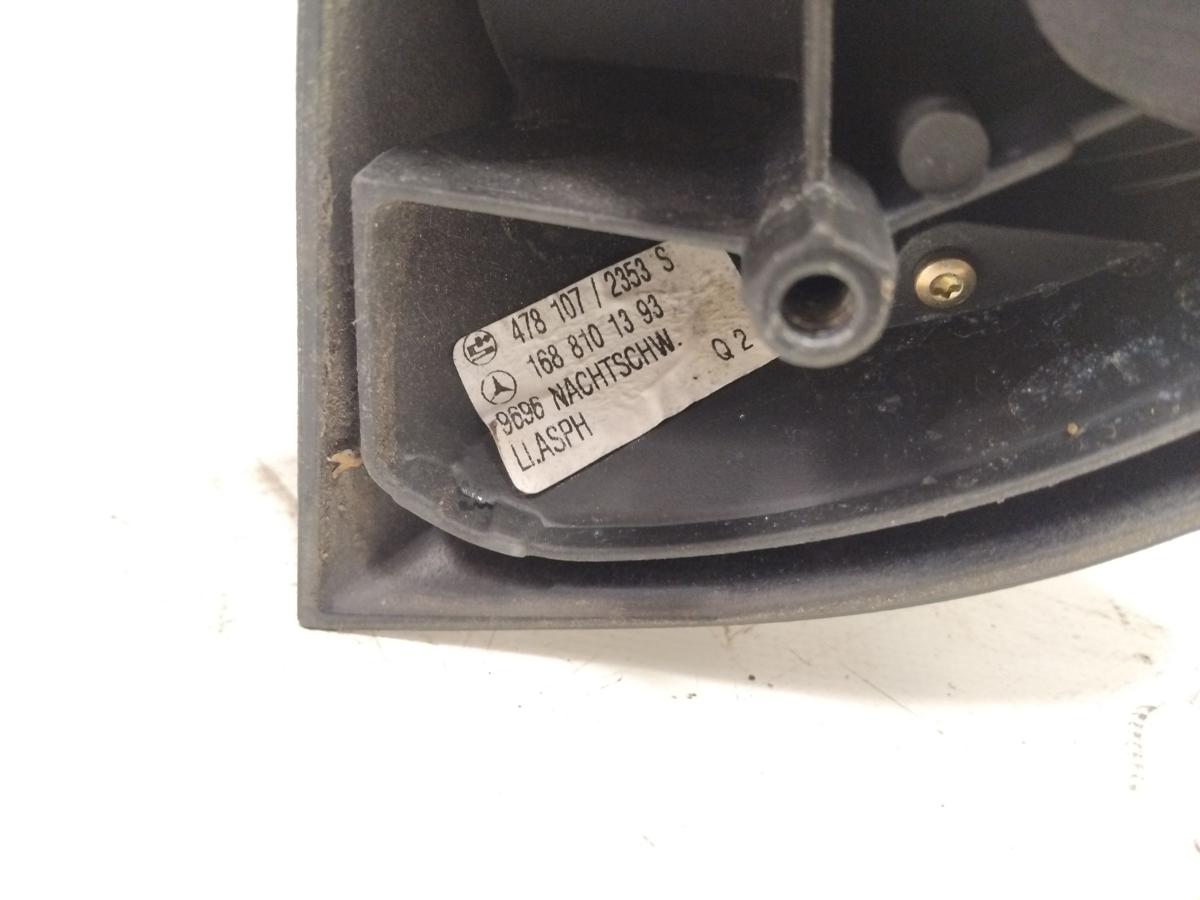 478 107 / 2353 S
168 810 13 93
9696 NACHTSCHW. Q 2
LI.ASPH